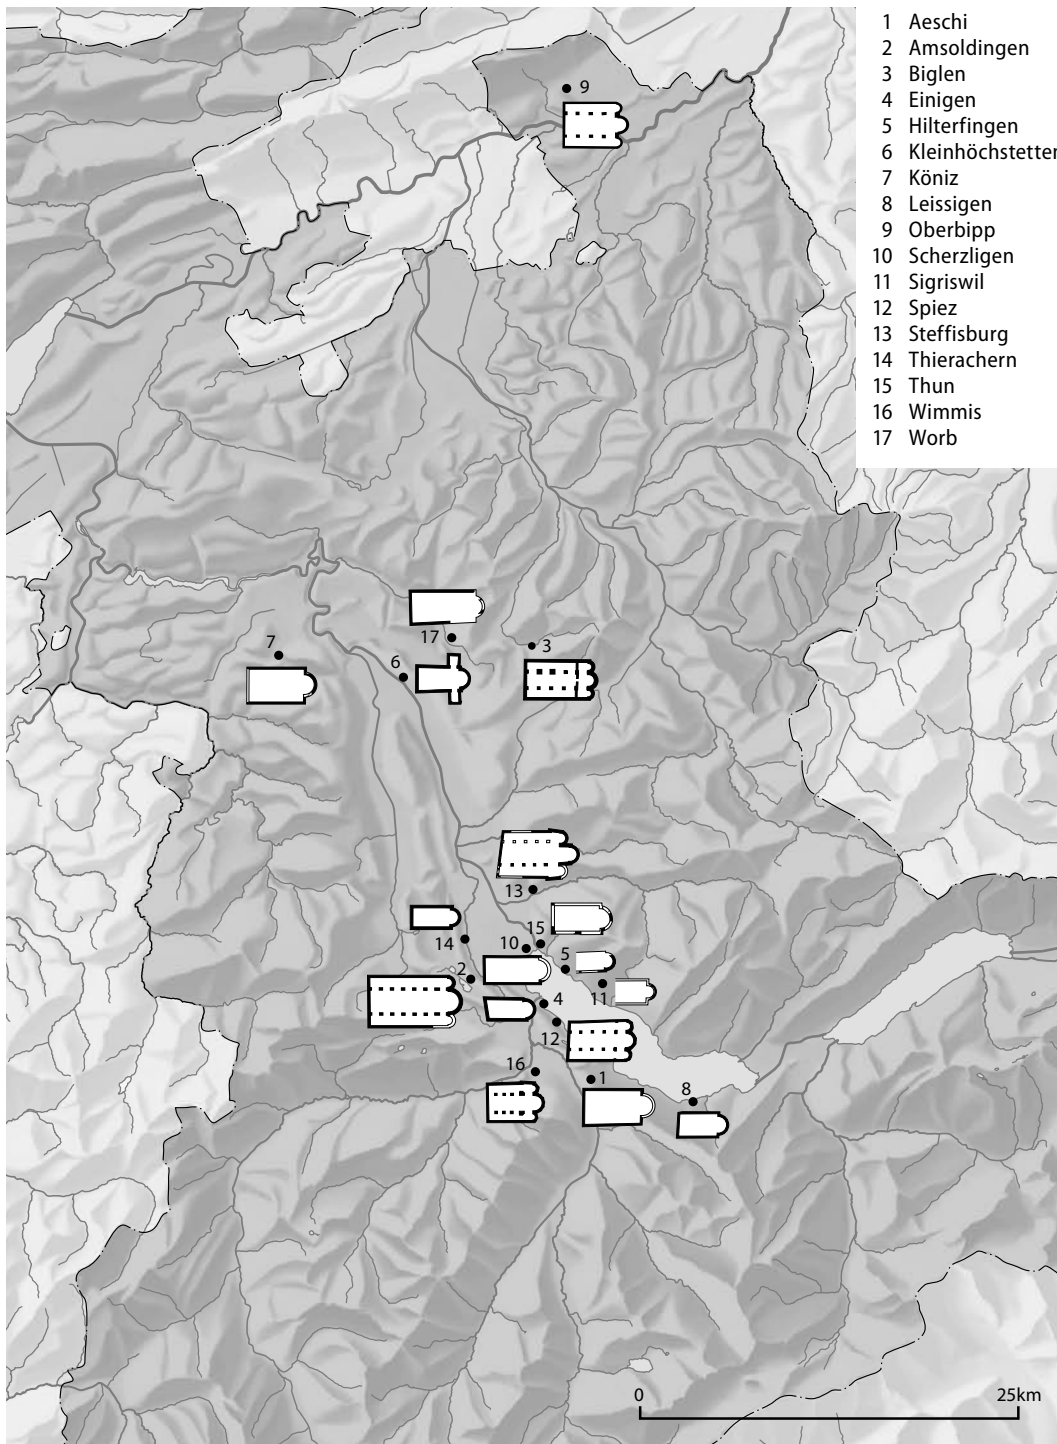 1 Aeschi
2 Amsoldingen
3 Biglen
4 Einigen
5 Hilterfingen
6 Kleinhöchstetten
7 Köniz
8 Leissigen
9 Oberbipp
10 Scherzligen
11 Sigriswil
12 Spiez
13 Steffisburg
14 Thierachern
15 Thun
16 Wimmis
17 Worb
9
17
3
7
6
13
15
14
10
5
2
11
4
12
16
1
8
0 25km